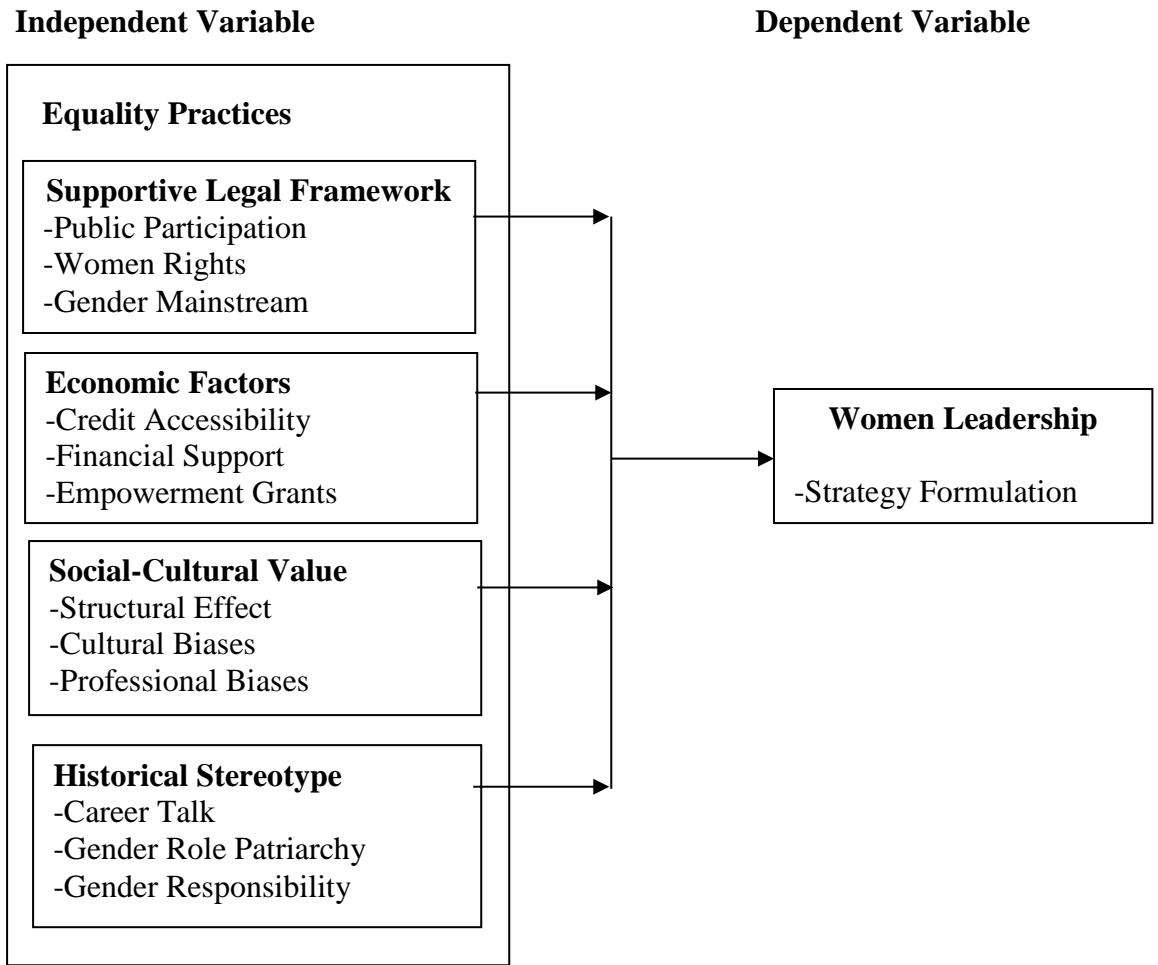 Independent Variable
Dependent Variable
Equality Practices
Supportive Legal Framework
-Public Participation
-Women Rights
-Gender Mainstream
Economic Factors
-Credit Accessibility
-Financial Support
-Empowerment Grants
Social-Cultural Value
-Structural Effect
-Cultural Biases
-Professional Biases
Historical Stereotype
-Career Talk
-Gender Role Patriarchy
-Gender Responsibility
Women Leadership
-Strategy Formulation